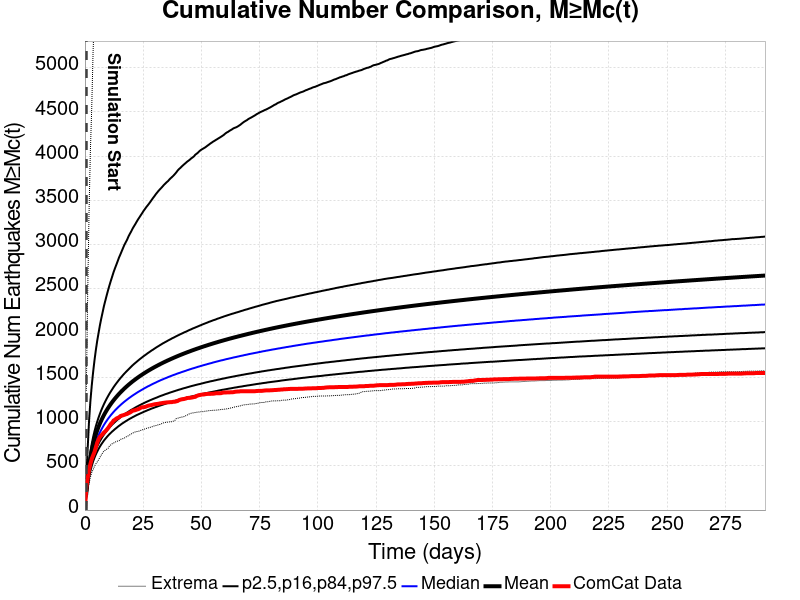 Cumulative Number Comparison, M≥Mc(t)
Cumulative Num Earthquakes M≥Mc(t)
5000
4500
4000
3500
3000
2500
2000
1500
1000
500
0
Simulation Start
0 25 50 75 100 125 150 175 200 225 250 275
Time (days)
Extrema p2.5,p16,p84,p97.5 Median Mean ComCat Data